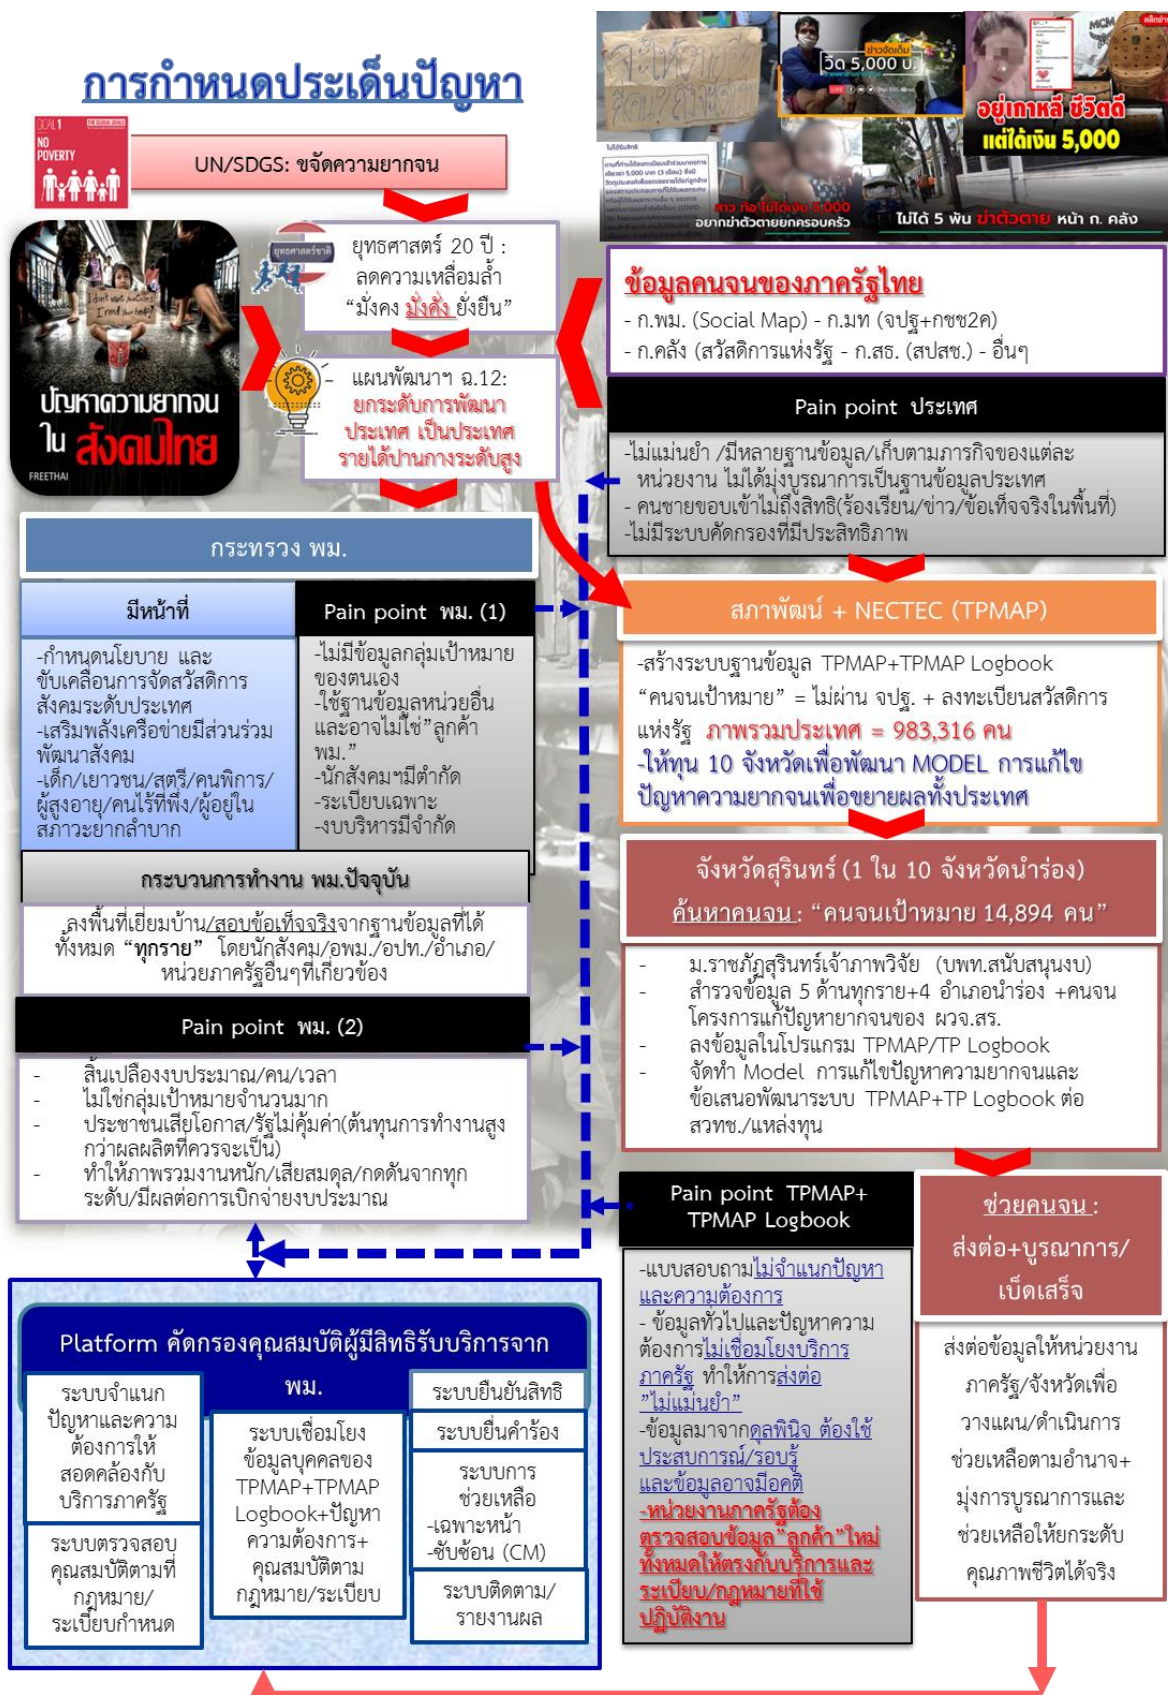 การกำหนดประเด็นปัญหา
GOAL 1
NO
POVERTY
UN/SDGS: ขจัดความยากจน
ข่าวจัดเต็ม
วิด 5,000 บ.
LIVE
MCM
อยู่เกาหลี ชีวิตดี
แต่ได้เงิน 5,000
ไม่ได้รับสิทธิ
สาว ท้อ ไม่ได้เงิน 5,000
อยากฆ่าตัวตายยกครอบครัว
ไม่ได้ 5 พัน ฆ่าตัวตาย หน้า ก. คลัง
ปัญหาความยากจน
ใน สังคมไทย
FREETHAI
ยุทธศาสตร์ชาติ
ยุทธศาสตร์ 20 ปี :
ลดความเหลื่อมล้ำ
“มั่งคง มั่งคั่ง ยั่งยืน”
แผนพัฒนาฯ ฉ.12:
ยกระดับการพัฒนา
ประเทศ เป็นประเทศ
รายได้ปานกางระดับสูง
ข้อมูลคนจนของภาครัฐไทย
- ก.พม. (Social Map) - ก.มท (จปฐ+กชช2ค)
- ก.คลัง (สวัสดิการแห่งรัฐ - ก.สธ. (สปสช.) - อื่นๆ
Pain point ประเทศ
-ไม่แม่นยำ /มีหลายฐานข้อมูล/เก็บตามภารกิจของแต่ละ
หน่วยงาน ไม่ได้มุ่งบูรณาการเป็นฐานข้อมูลประเทศ
- คนชายขอบเข้าไม่ถึงสิทธิ(ร้องเรียน/ข่าว/ข้อเท็จจริงในพื้นที่)
-ไม่มีระบบคัดกรองที่มีประสิทธิภาพ
กระทรวง พม.
มีหน้าที่
-กำหนดนโยบาย และ
ขับเคลื่อนการจัดสวัสดิการ
สังคมระดับประเทศ
-เสริมพลังเครือข่ายมีส่วนร่วม
พัฒนาสังคม
-เด็ก/เยาวชน/สตรี/คนพิการ/
ผู้สูงอายุ/คนไร้ที่พึ่ง/ผู้อยู่ใน
สภาวะยากลำบาก
Pain point พม. (1)
-ไม่มีข้อมูลกลุ่มเป้าหมาย
ของตนเอง
-ใช้ฐานข้อมูลหน่วยอื่น
และอาจไม่ใช่”ลูกค้า
พม.”
-นักสังคมฯมีตำกัด
-ระเบียบเฉพาะ
-งบบริหารมีจำกัด
สภาพัฒน์ + NECTEC (TPMAP)
-สร้างระบบฐานข้อมูล TPMAP+TPMAP Logbook
“คนจนเป้าหมาย” = ไม่ผ่าน จปฐ. + ลงทะเบียนสวัสดิการ
แห่งรัฐ ภาพรวมประเทศ = 983,316 คน
-ให้ทุน 10 จังหวัดเพื่อพัฒนา MODEL การแก้ไข
ปัญหาความยากจนเพื่อขยายผลทั้งประเทศ
กระบวนการทำงาน พม.ปัจจุบัน
ลงพื้นที่เยี่ยมบ้าน/สอบข้อเท็จจริงจากฐานข้อมูลที่ได้
ทั้งหมด “ทุกราย” โดยนักสังคม/อพม./อปท./อำเภอ/
หน่วยภาครัฐอื่นๆที่เกี่ยวข้อง
จังหวัดสุรินทร์ (1 ใน 10 จังหวัดนำร่อง)
ค้นหาคนจน : “คนจนเป้าหมาย 14,894 คน”
- ม.ราชภัฏสุรินทร์เจ้าภาพวิจัย (บพท.สนับสนุนงบ)
- สำรวจข้อมูล 5 ด้านทุกราย+4 อำเภอนำร่อง +คนจน
โครงการแก้ปัญหายากจนของ ผวจ.สร.
- ลงข้อมูลในโปรแกรม TPMAP/TP Logbook
- จัดทำ Model การแก้ไขปัญหาความยากจนและ
ข้อเสนอพัฒนาระบบ TPMAP+TP Logbook ต่อ
สวทช./แหล่งทุน
Pain point พม. (2)
- สิ้นเปลืองงบประมาณ/คน/เวลา
- ไม่ใช่กลุ่มเป้าหมายจำนวนมาก
- ประชาชนเสียโอกาส/รัฐไม่คุ้มค่า(ต้นทุนการทำงานสูง
กว่าผลผลิตที่ควรจะเป็น)
- ทำให้ภาพรวมงานหนัก/เสียสมดุล/กดดันจากทุก
ระดับ/มีผลต่อการเบิกจ่ายงบประมาณ
Pain point TPMAP+
TPMAP Logbook
-แบบสอบถามไม่จำแนกปัญหา
และความต้องการ
- ข้อมูลทั่วไปและปัญหาความ
ต้องการไม่เชื่อมโยงบริการ
ภาครัฐ ทำให้การส่งต่อ
”ไม่แม่นยำ”
-ข้อมูลมาจากดุลพินิจ ต้องใช้
ประสบการณ์/รอบรู้
และข้อมูลอาจมีอคติ
-หน่วยงานภาครัฐต้อง
ตรวจสอบข้อมูล”ลูกค้า”ใหม่
ทั้งหมดให้ตรงกับบริการและ
ระเบียบ/กฎหมายที่ใช้
ปฏิบัติงาน
ช่วยคนจน :
ส่งต่อ+บูรณาการ/
เบ็ดเสร็จ
ส่งต่อข้อมูลให้หน่วยงาน
ภาครัฐ/จังหวัดเพื่อ
วางแผน/ดำเนินการ
ช่วยเหลือตามอำนาจ+
มุ่งการบูรณาการและ
ช่วยเหลือให้ยกระดับ
คุณภาพชีวิตได้จริง
Platform คัดกรองคุณสมบัติผู้มีสิทธิรับบริการจาก
พม.
ระบบจำแนก
ปัญหาและความ
ต้องการให้
สอดคล้องกับ
บริการภาครัฐ
ระบบตรวจสอบ
คุณสมบัติตามที่
กฎหมาย/
ระเบียบกำหนด
ระบบเชื่อมโยง
ข้อมูลบุคคลของ
TPMAP+TPMAP
Logbook+ปัญหา
ความต้องการ+
คุณสมบัติตาม
กฎหมาย/ระเบียบ
ระบบยืนยันสิทธิ
ระบบยื่นคำร้อง
ระบบการ
ช่วยเหลือ
-เฉพาะหน้า
-ซับซ้อน (CM)
ระบบติดตาม/
รายงานผล